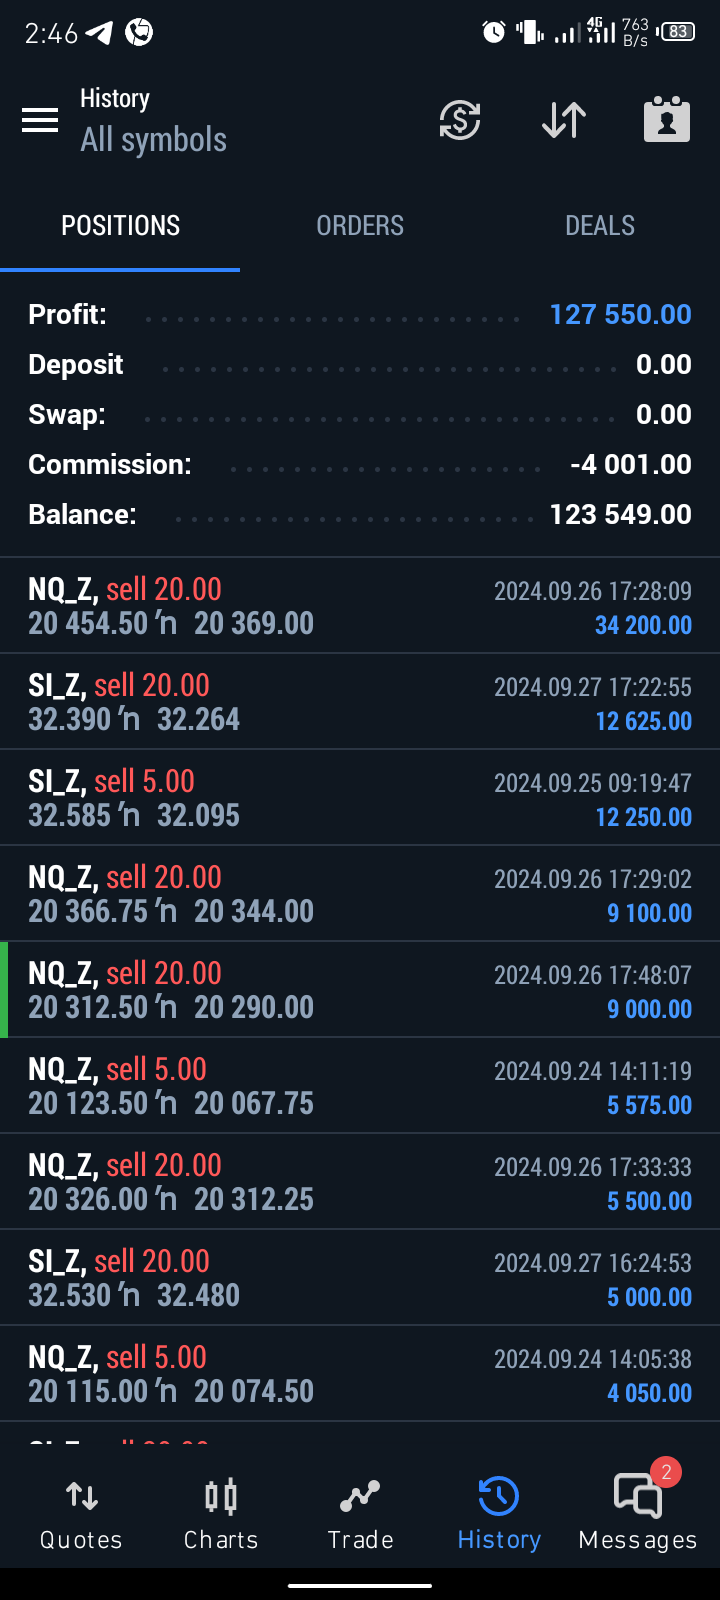 2:46
4G 763 B/s 83
History
All symbols
POSITIONS ORDERS DEALS
Profit: 127 550.00
Deposit 0.00
Swap: 0.00
Commission: -4 001.00
Balance: 123 549.00
NQ_Z, sell 20.00 2024.09.26 17:28:09
20 454.50 ’n 20 369.00 34 200.00
SI_Z, sell 20.00 2024.09.27 17:22:55
32.390 ’n 32.264 12 625.00
SI_Z, sell 5.00 2024.09.25 09:19:47
32.585 ’n 32.095 12 250.00
NQ_Z, sell 20.00 2024.09.26 17:29:02
20 366.75 ’n 20 344.00 9 100.00
NQ_Z, sell 20.00 2024.09.26 17:48:07
20 312.50 ’n 20 290.00 9 000.00
NQ_Z, sell 5.00 2024.09.24 14:11:19
20 123.50 ’n 20 067.75 5 575.00
NQ_Z, sell 20.00 2024.09.26 17:33:33
20 326.00 ’n 20 312.25 5 500.00
SI_Z, sell 20.00 2024.09.27 16:24:53
32.530 ’n 32.480 5 000.00
NQ_Z, sell 5.00 2024.09.24 14:05:38
20 115.00 ’n 20 074.50 4 050.00
2
Quotes Charts Trade History Messages